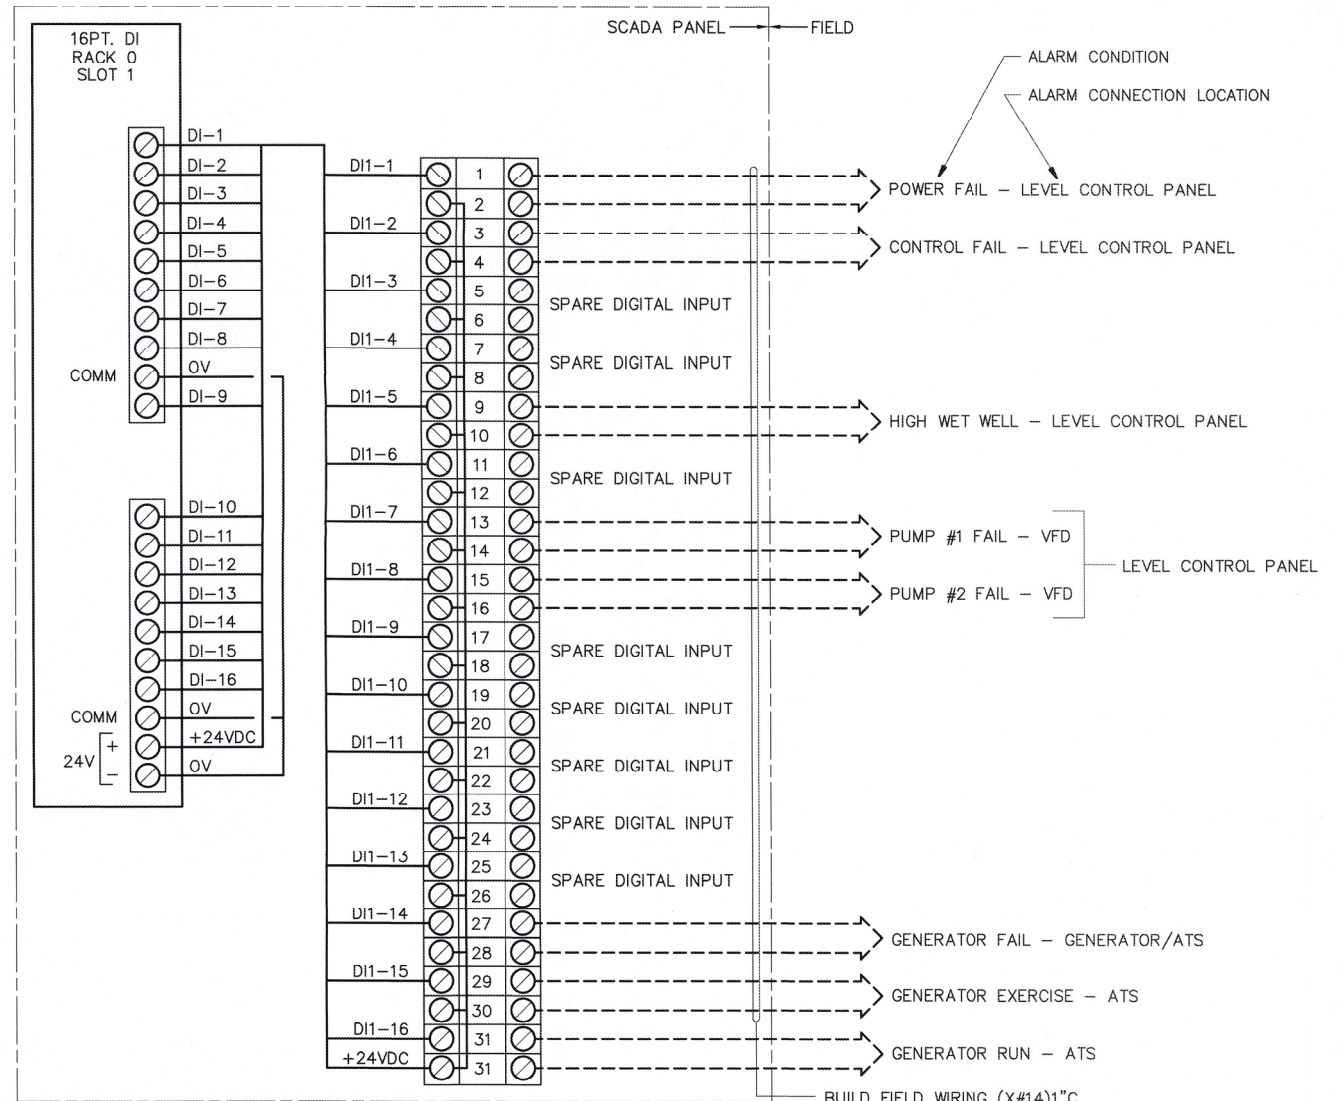 SCADA PANEL FIELD
16PT. DI
RACK 0
SLOT 1
ALARM CONDITION
ALARM CONNECTION LOCATION
DI-1
DI-2
DI-3
DI-4
DI-5
DI-6
DI-7
DI-8
COMM 0V
DI-9
DI-10
DI-11
DI-12
DI-13
DI-14
DI-15
DI-16
COMM 0V
24V + +24VDC
- 0V
DI1-1 1
2
POWER FAIL - LEVEL CONTROL PANEL
DI1-2 3
4
CONTROL FAIL - LEVEL CONTROL PANEL
DI1-3 5
6
SPARE DIGITAL INPUT
DI1-4 7
8
SPARE DIGITAL INPUT
DI1-5 9
10
HIGH WET WELL - LEVEL CONTROL PANEL
DI1-6 11
12
SPARE DIGITAL INPUT
DI1-7 13
14
PUMP #1 FAIL - VFD
LEVEL CONTROL PANEL
DI1-8 15
16
PUMP #2 FAIL - VFD
DI1-9 17
18
SPARE DIGITAL INPUT
DI1-10 19
20
SPARE DIGITAL INPUT
DI1-11 21
22
SPARE DIGITAL INPUT
DI1-12 23
24
SPARE DIGITAL INPUT
DI1-13 25
26
SPARE DIGITAL INPUT
DI1-14 27
28
GENERATOR FAIL - GENERATOR/ATS
DI1-15 29
30
GENERATOR EXERCISE - ATS
DI1-16 31
+24VDC 31
GENERATOR RUN - ATS
BUILD FIELD WIRING (X#14)1"C